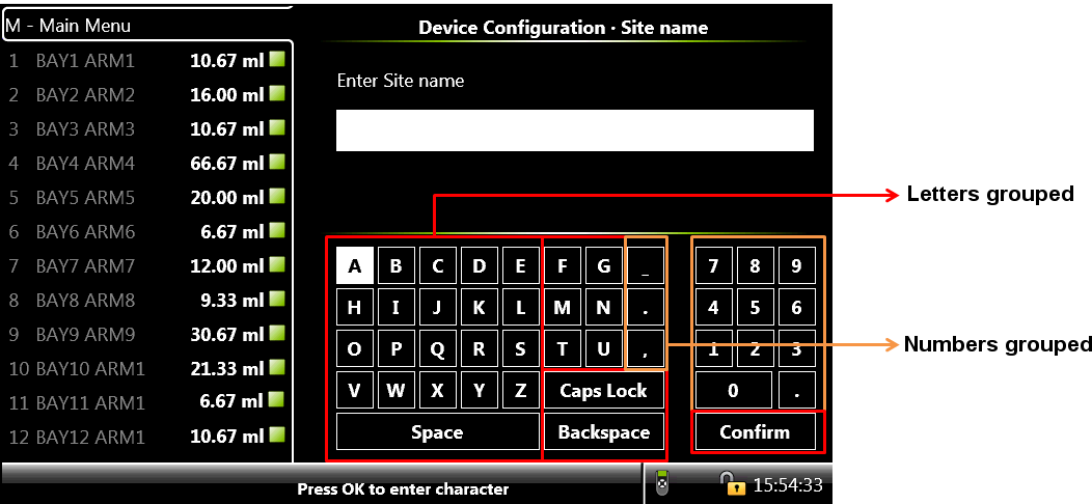 M - Main Menu
1 BAY1 ARM1 10.67 ml
2 BAY2 ARM2 16.00 ml
3 BAY3 ARM3 10.67 ml
4 BAY4 ARM4 66.67 ml
5 BAY5 ARM5 20.00 ml
6 BAY6 ARM6 6.67 ml
7 BAY7 ARM7 12.00 ml
8 BAY8 ARM8 9.33 ml
9 BAY9 ARM9 30.67 ml
10 BAY10 ARM1 21.33 ml
11 BAY11 ARM1 6.67 ml
12 BAY12 ARM1 10.67 ml
Device Configuration · Site name
Enter Site name
A B C D E F G _ 7 8 9
H I J K L M N . 4 5 6
O P Q R S T U , 1 2 3
V W X Y Z Caps Lock 0 .
Space Backspace Confirm
Letters grouped
Numbers grouped
Press OK to enter character
15:54:33